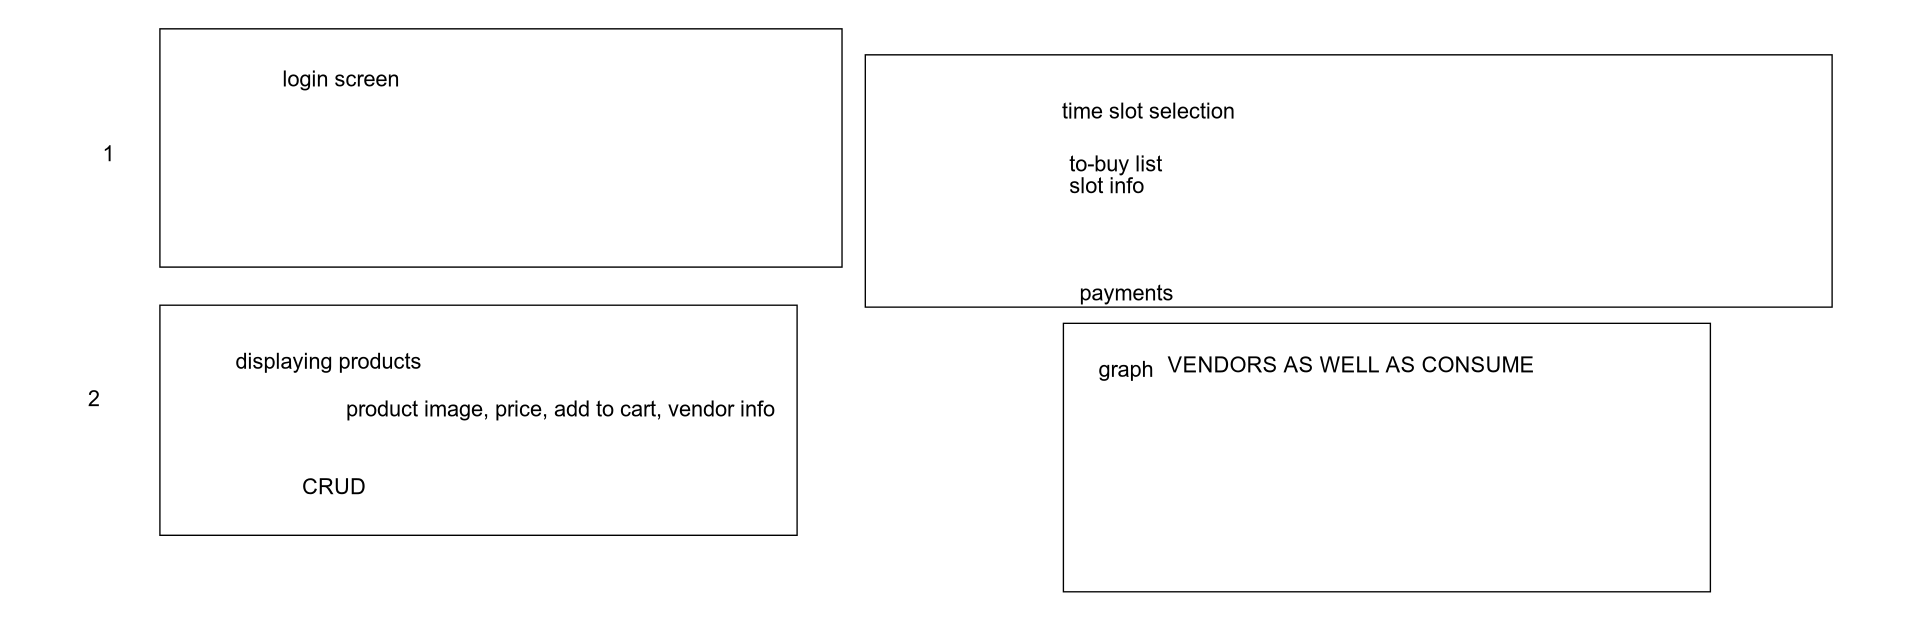 login screen
1
time slot selection
to-buy list
slot info
payments
displaying products
2
product image, price, add to cart, vendor info
CRUD
graph VENDORS AS WELL AS CONSUME